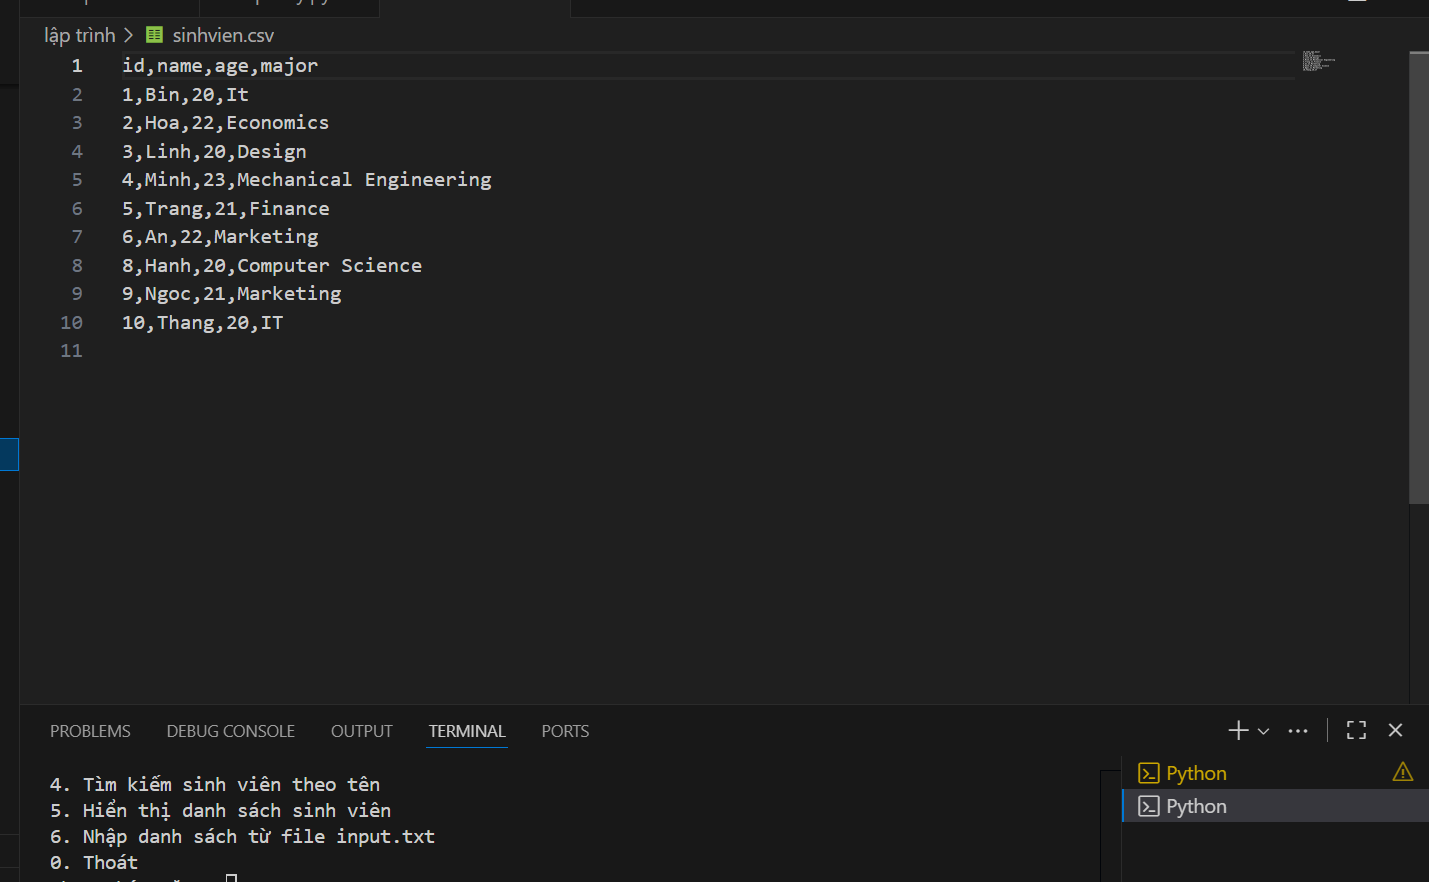 lập trình > sinhvien.csv
1 id,name,age,major
2 1,Bin,20,It
3 2,Hoa,22,Economics
4 3,Linh,20,Design
5 4,Minh,23,Mechanical Engineering
6 5,Trang,21,Finance
7 6,An,22,Marketing
8 8,Hanh,20,Computer Science
9 9,Ngoc,21,Marketing
10 10,Thang,20,IT
11
PROBLEMS DEBUG CONSOLE OUTPUT TERMINAL PORTS
4. Tìm kiếm sinh viên theo tên
5. Hiển thị danh sách sinh viên
6. Nhập danh sách từ file input.txt
0. Thoát
Python
Python